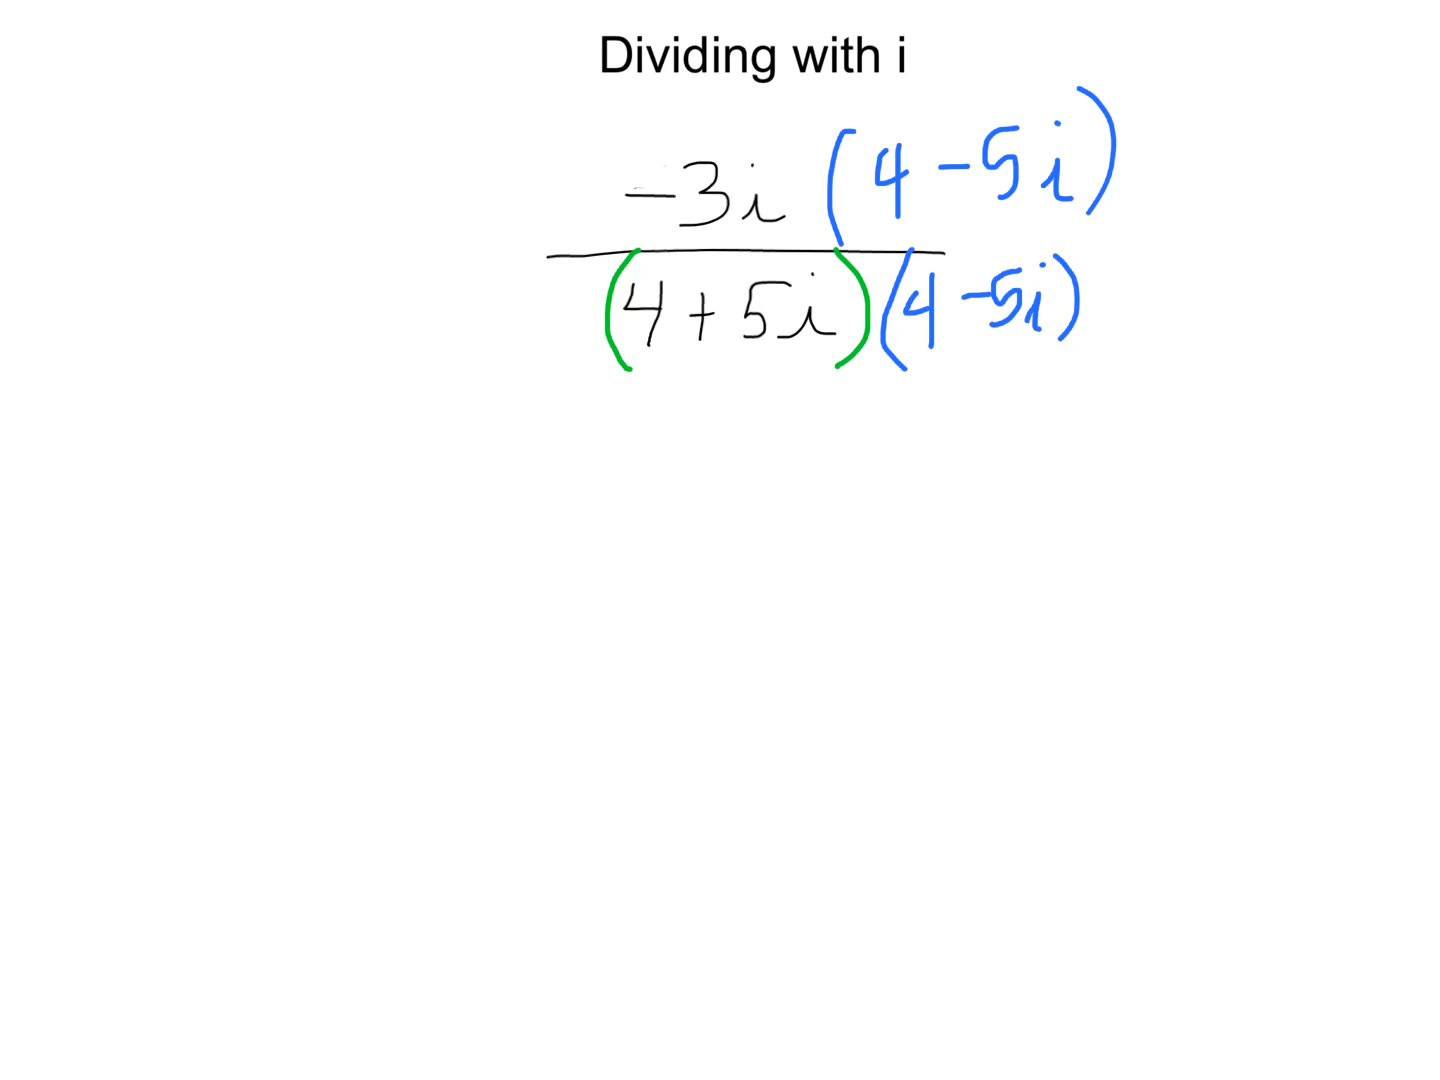 Dividing with i
-3i (4 - 5i)
(4 + 5i) (4 - 5i)